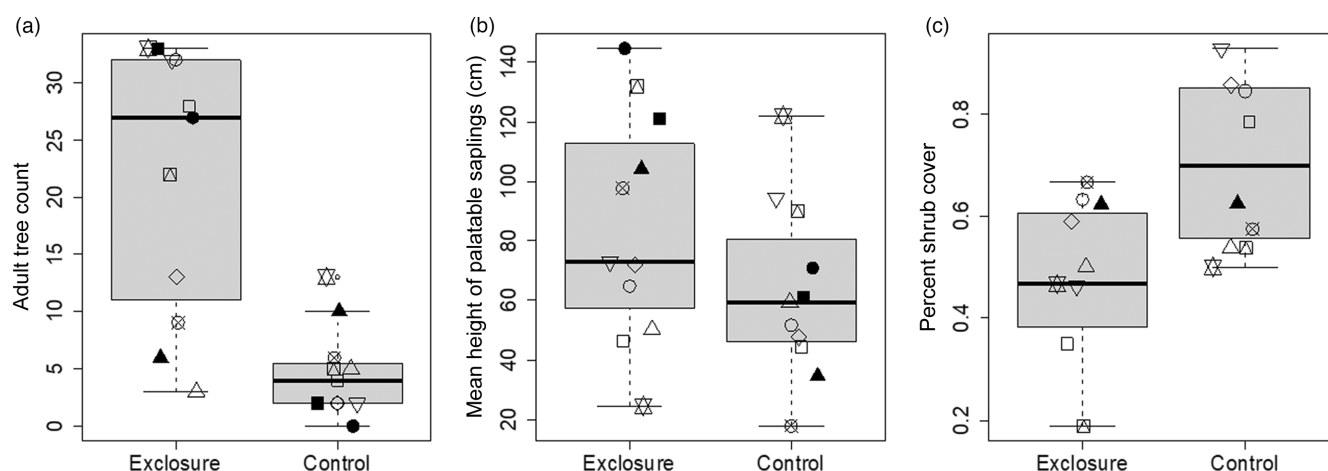 (a)
Adult tree count
30
25
20
15
10
5
0
Exclosure Control
(b)
Mean height of palatable saplings (cm)
140
120
100
80
60
40
20
Exclosure Control
(c)
Percent shrub cover
0.8
0.6
0.4
0.2
Exclosure Control